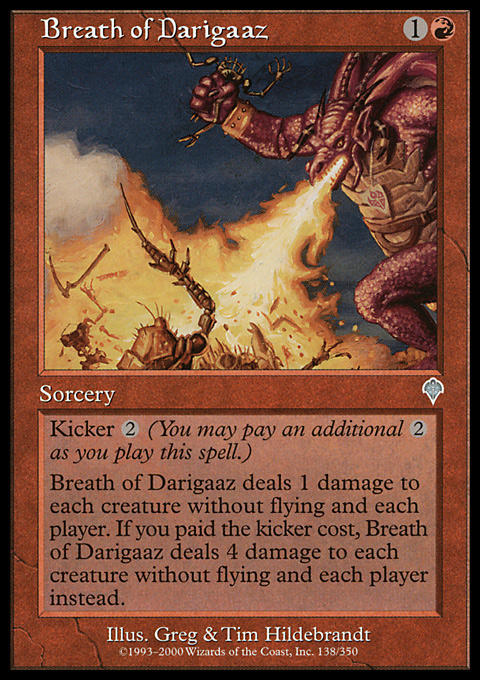 Breath of Darigaaz 1
Sorcery
Kicker 2 (You may pay an additional 2
as you play this spell.)
Breath of Darigaaz deals 1 damage to
each creature without flying and each
player. If you paid the kicker cost, Breath
of Darigaaz deals 4 damage to each
creature without flying and each player
instead.
Illus. Greg & Tim Hildebrandt
©1993–2000 Wizards of the Coast, Inc. 138/350